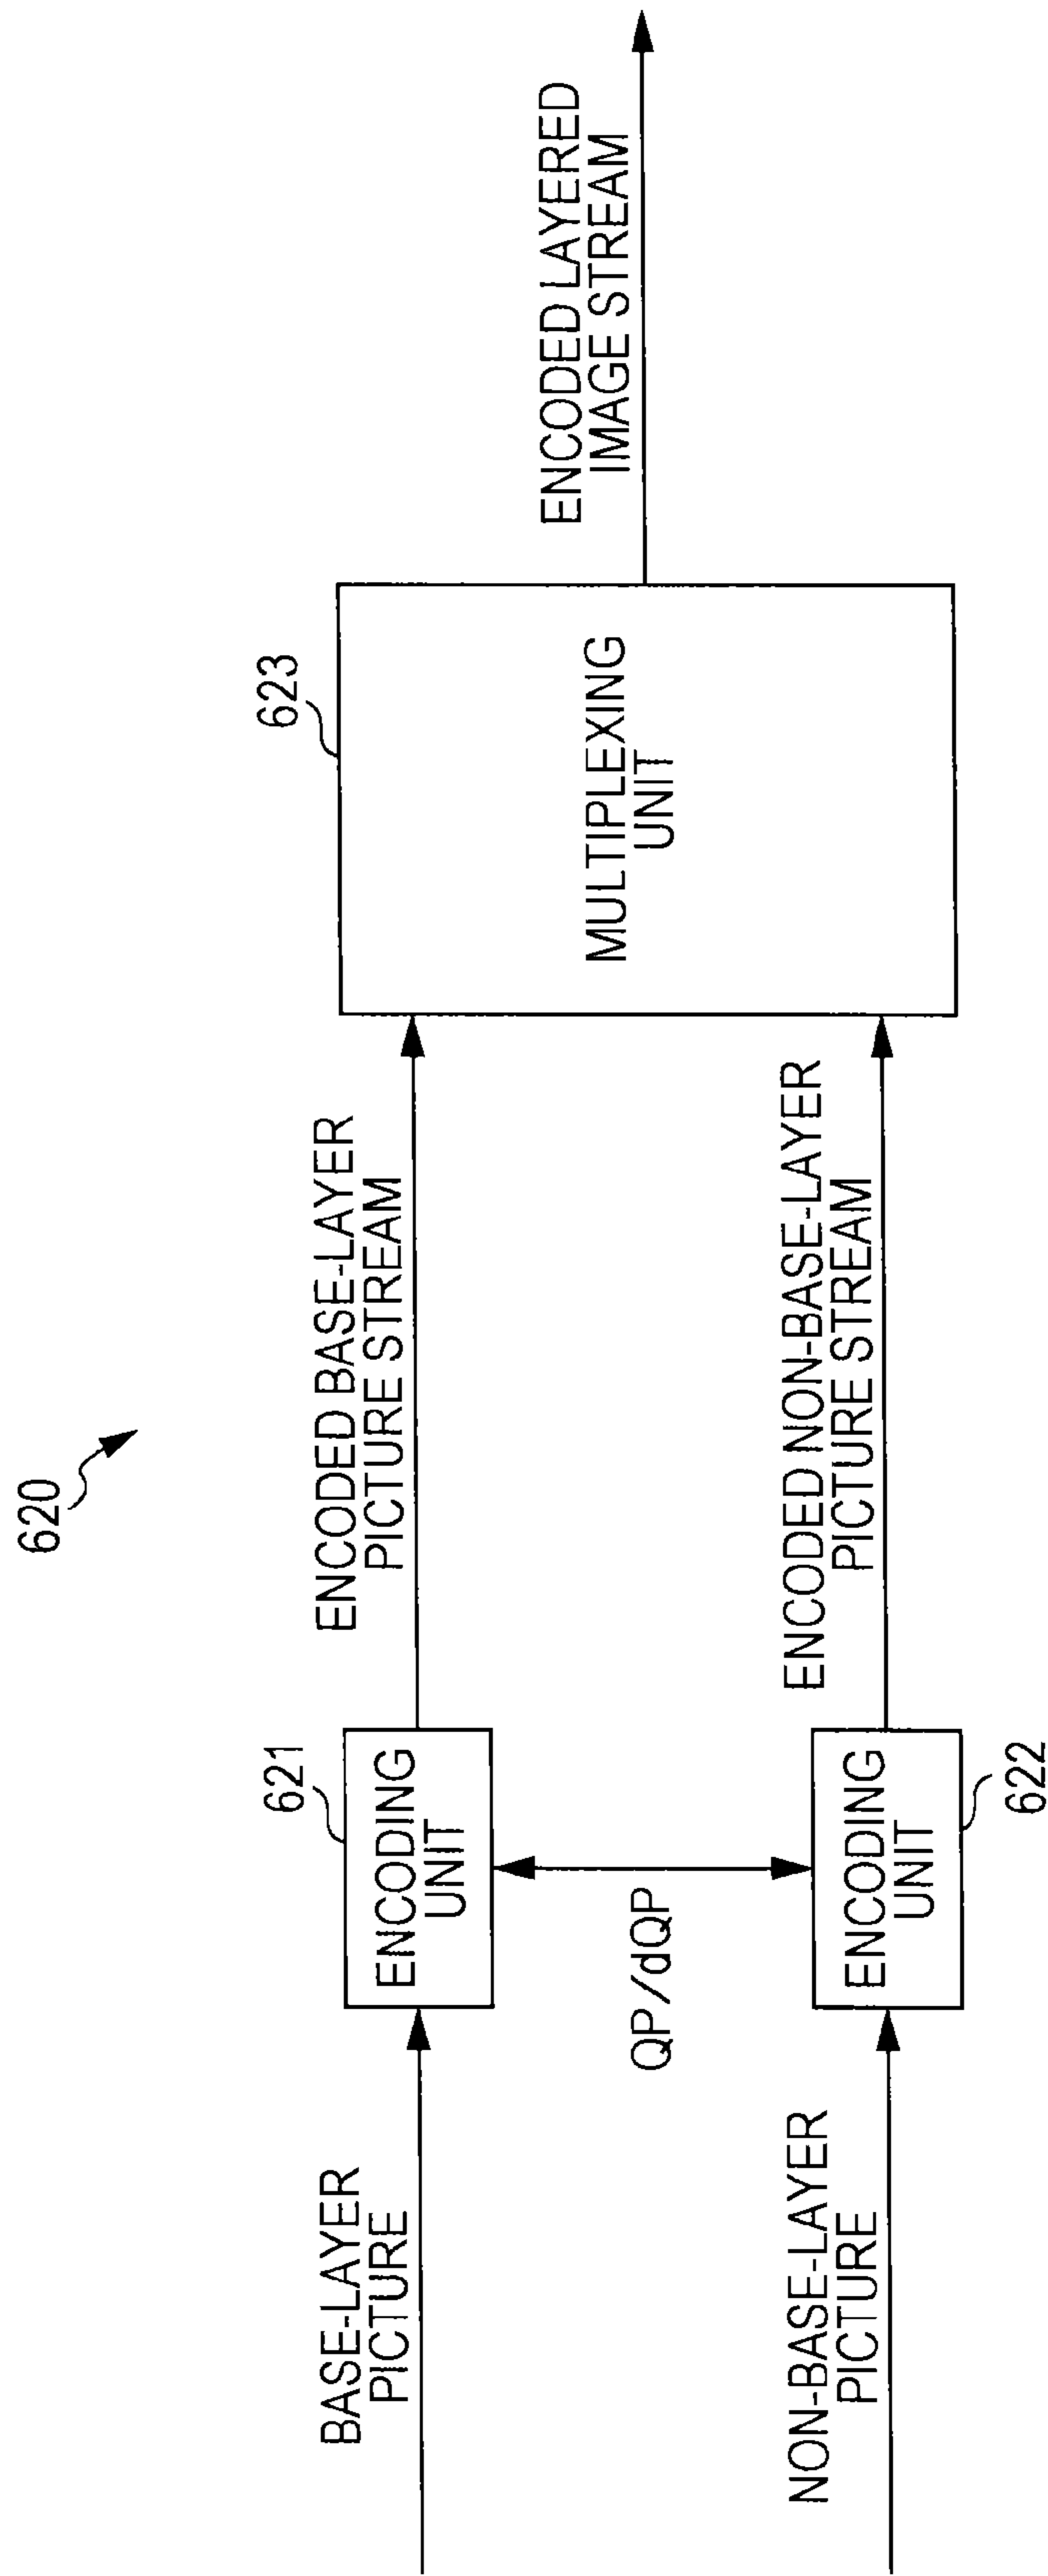 620
BASE-LAYER
PICTURE
621
ENCODING
UNIT
ENCODED BASE-LAYER
PICTURE STREAM
623
MULTIPLEXING
UNIT
ENCODED LAYERED
IMAGE STREAM
QP/dQP
NON-BASE-LAYER
PICTURE
ENCODING
UNIT
622
ENCODED NON-BASE-LAYER
PICTURE STREAM